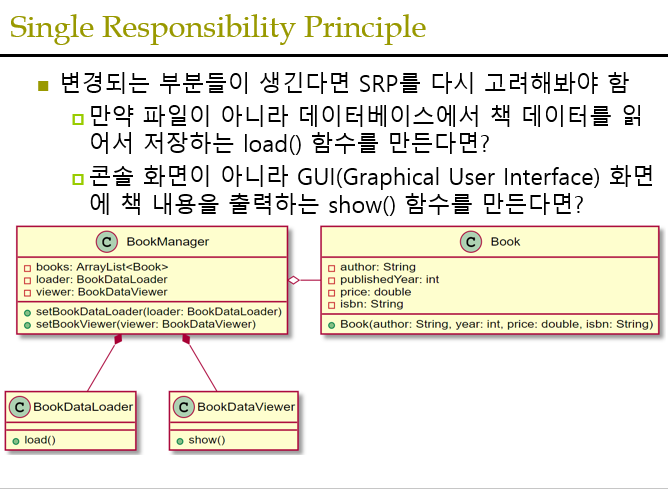 Single Responsibility Principle
변경되는 부분들이 생긴다면 SRP를 다시 고려해봐야 함
만약 파일이 아니라 데이터베이스에서 책 데이터를 읽
어서 저장하는 load() 함수를 만든다면?
콘솔 화면이 아니라 GUI(Graphical User Interface) 화면
에 책 내용을 출력하는 show() 함수를 만든다면?
C BookManager
books: ArrayList<Book>
loader: BookDataLoader
viewer: BookDataViewer
setBookDataLoader(loader: BookDataLoader)
setBookViewer(viewer: BookDataViewer)
C Book
author: String
publishedYear: int
price: double
isbn: String
Book(author: String, year: int, price: double, isbn: String)
C BookDataLoader
load()
C BookDataViewer
show()